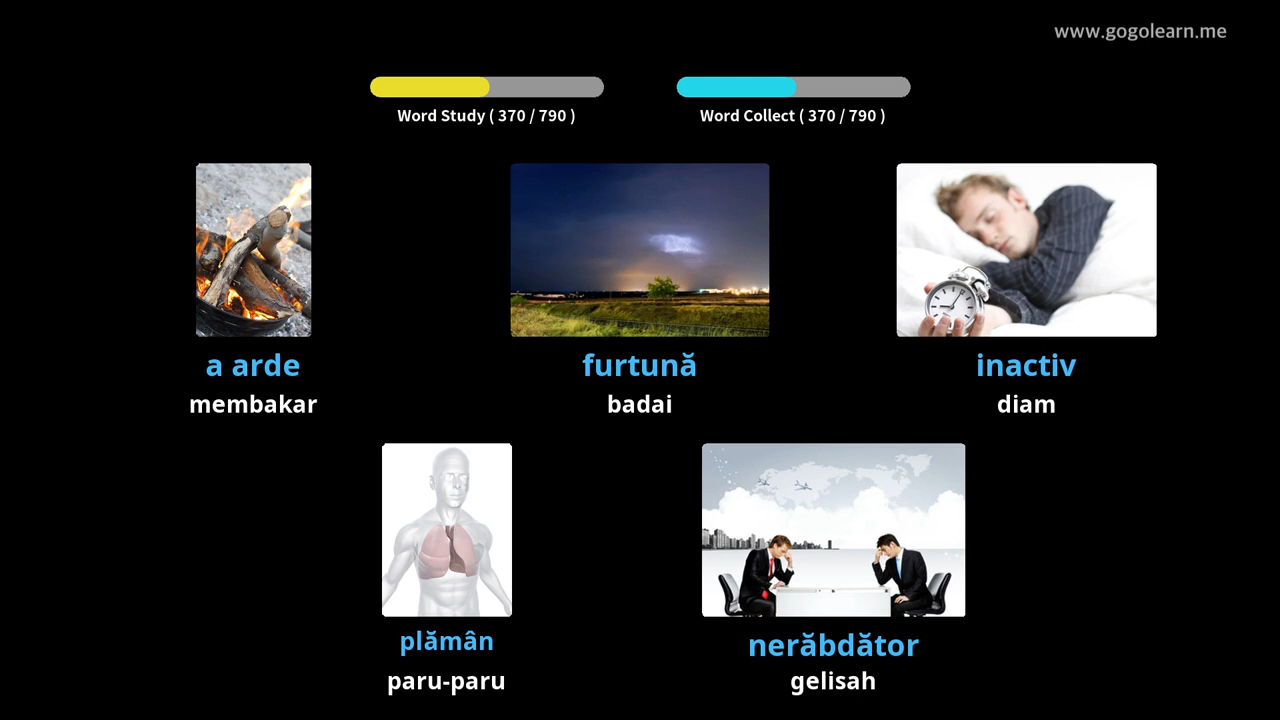 www.gogolearn.me
Word Study ( 370 / 790 )
Word Collect ( 370 / 790 )
a arde
membakar
furtună
badai
inactiv
diam
plămân
paru-paru
nerăbdător
gelisah